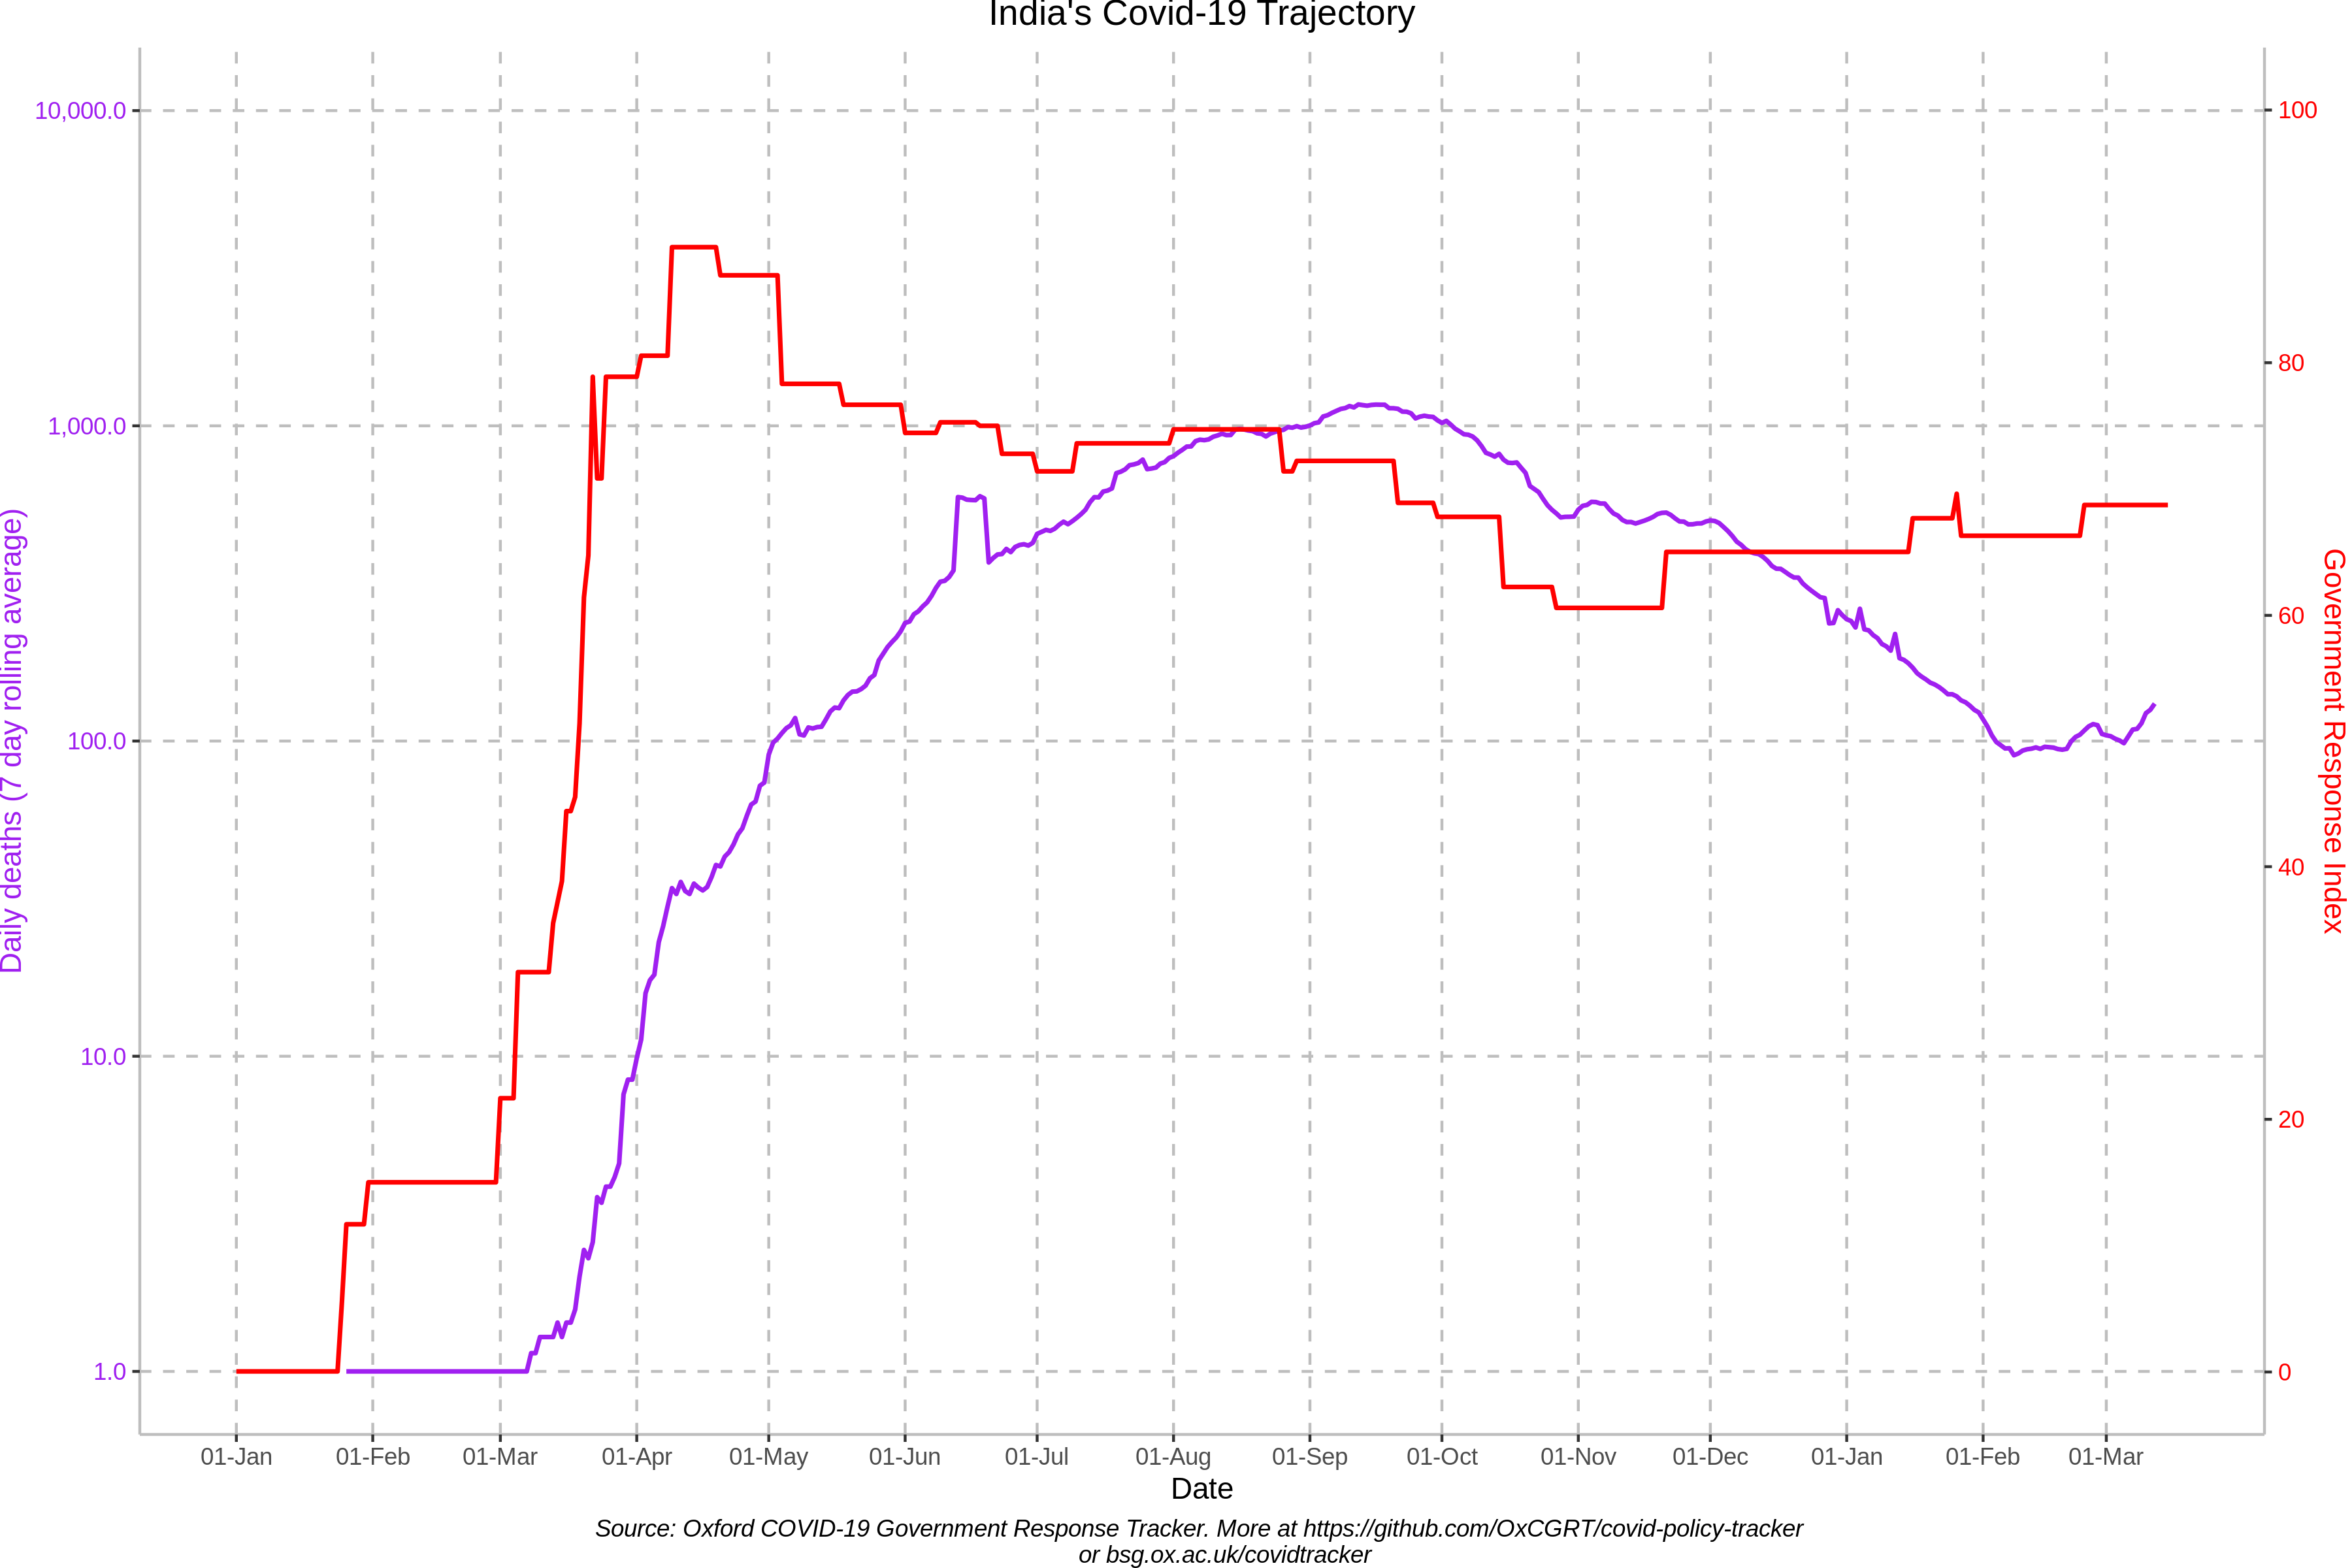 India's Covid-19 Trajectory
10,000.0
1,000.0
100.0
10.0
1.0
Daily deaths (7 day rolling average)
100
80
60
40
20
0
Government Response Index
01-Jan 01-Feb 01-Mar 01-Apr 01-May 01-Jun 01-Jul 01-Aug 01-Sep 01-Oct 01-Nov 01-Dec 01-Jan 01-Feb 01-Mar
Date
Source: Oxford COVID-19 Government Response Tracker. More at https://github.com/OxCGRT/covid-policy-tracker
or bsg.ox.ac.uk/covidtracker